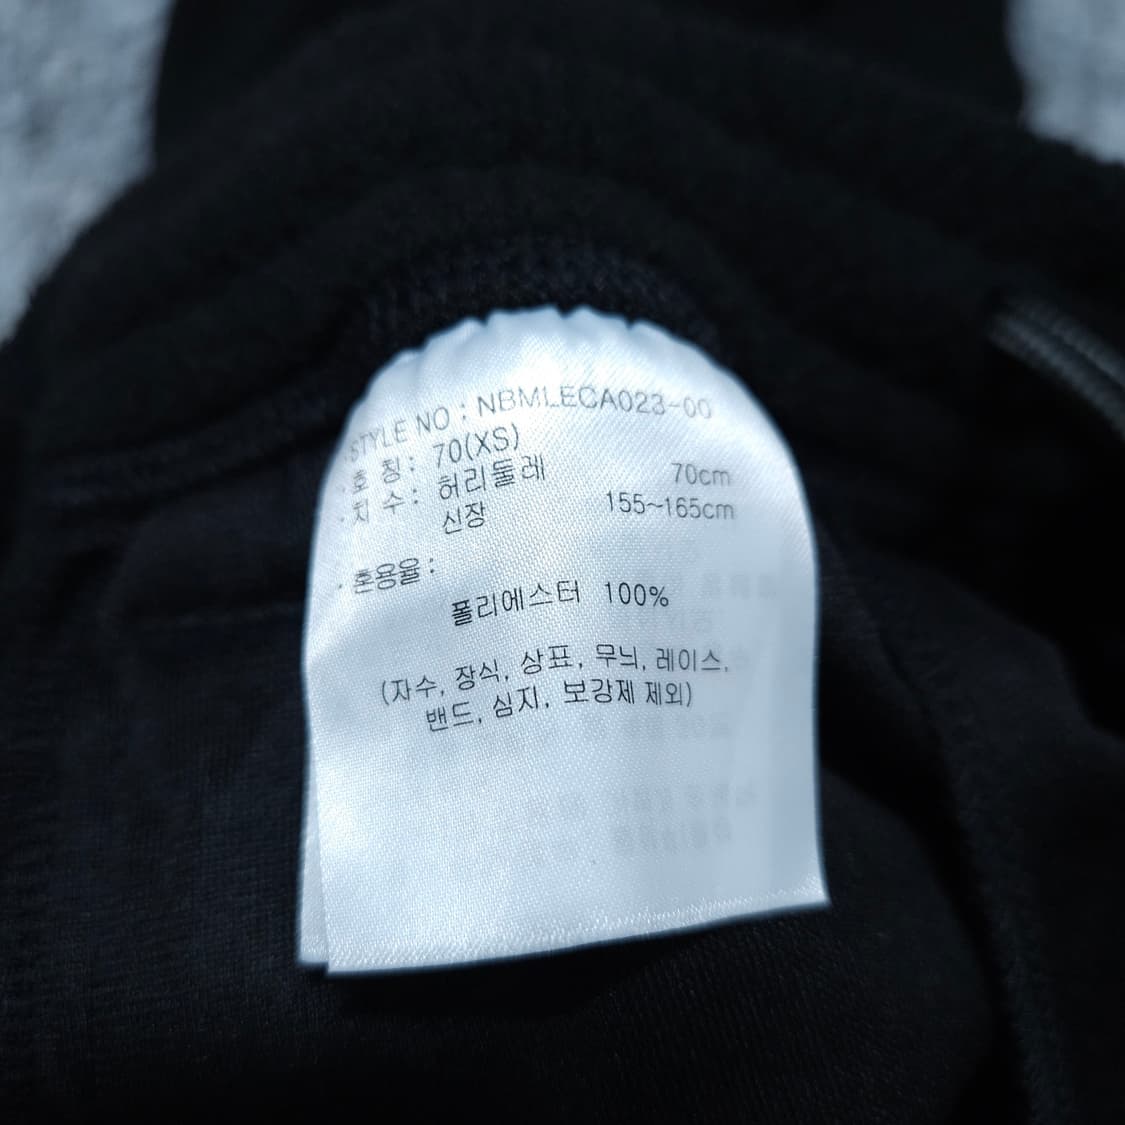 ·STYLE NO : NBMLECA023-00
·호 칭 : 70(XS)
·치 수 : 허리둘레 70cm
신장 155~165cm
·혼용율 :
폴리에스터 100%
(자수, 장식, 상표, 무늬, 레이스,
밴드, 심지, 보강제 제외)